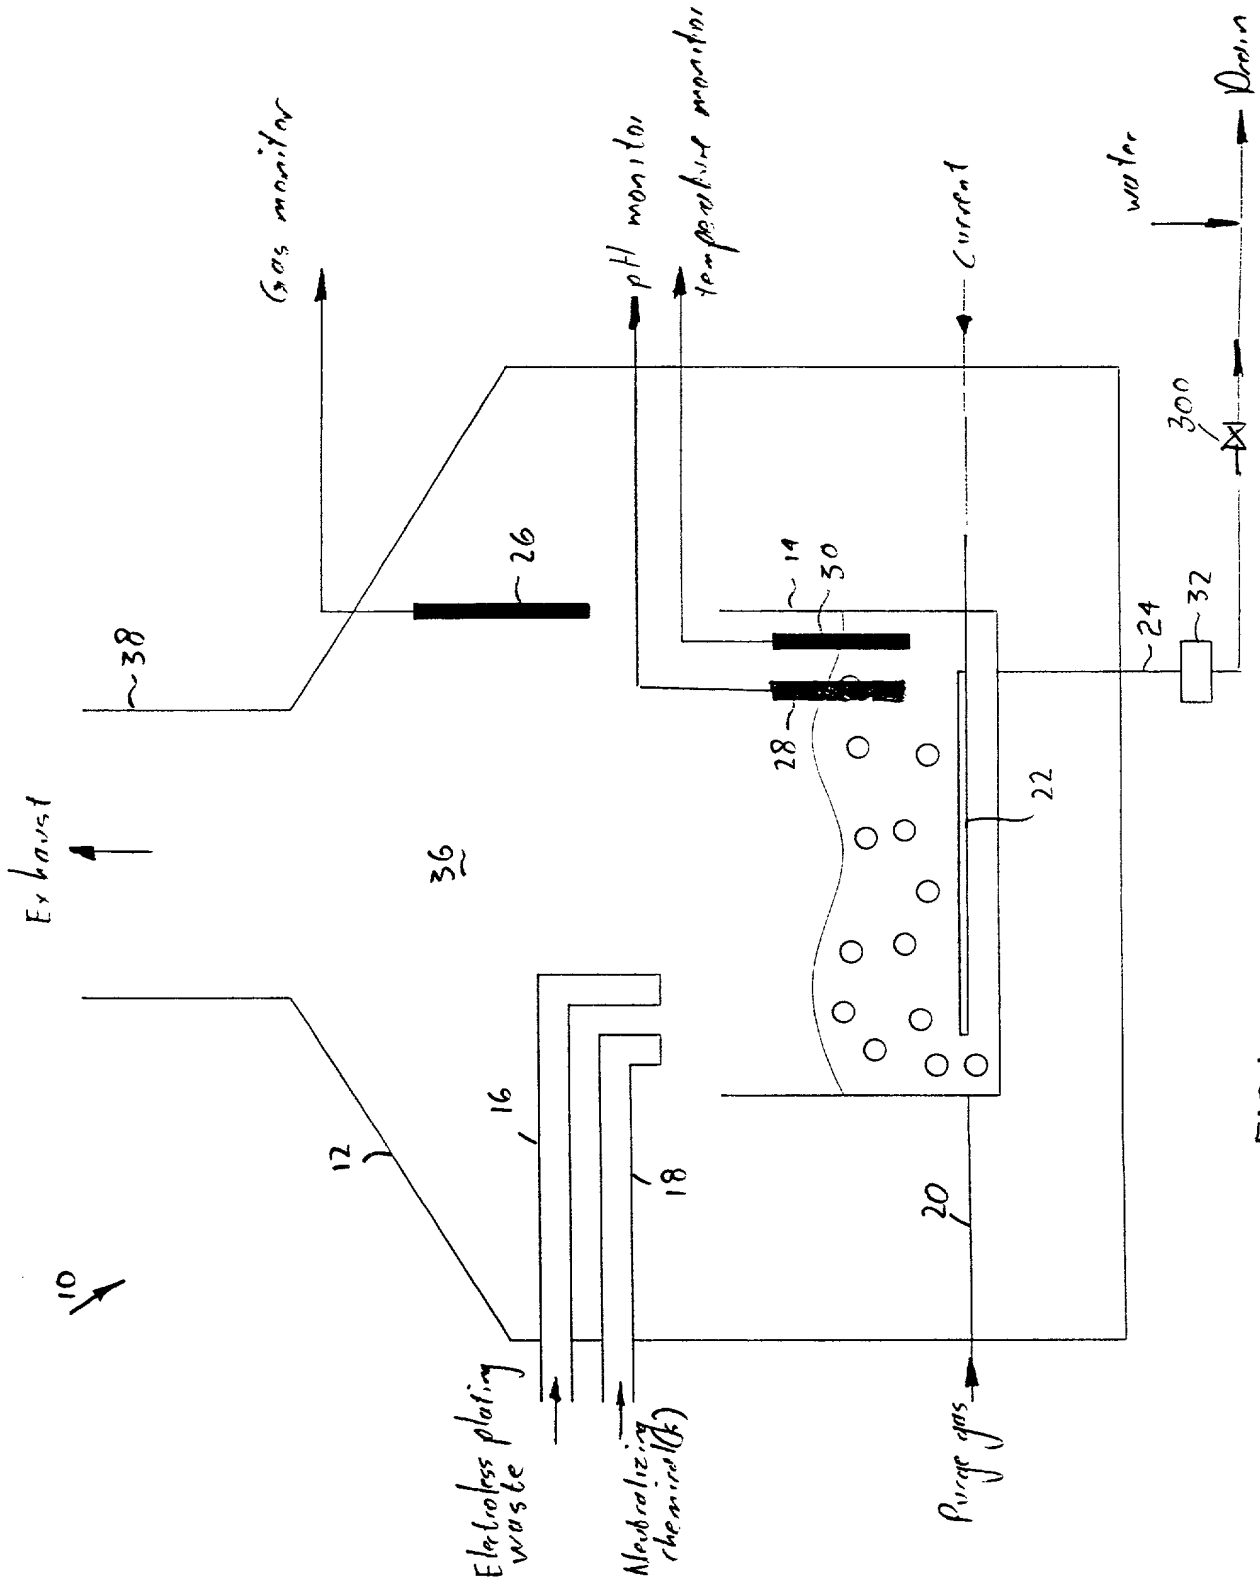 Exhaust
10
38
12
Gas monitor
26
36
16
18
Electroless plating
waste
Neutralizing
chemical(s)
pH monitor
temperature monitor
14
30
28
22
20
Purge gas
Current
24
32
300
water
Drain